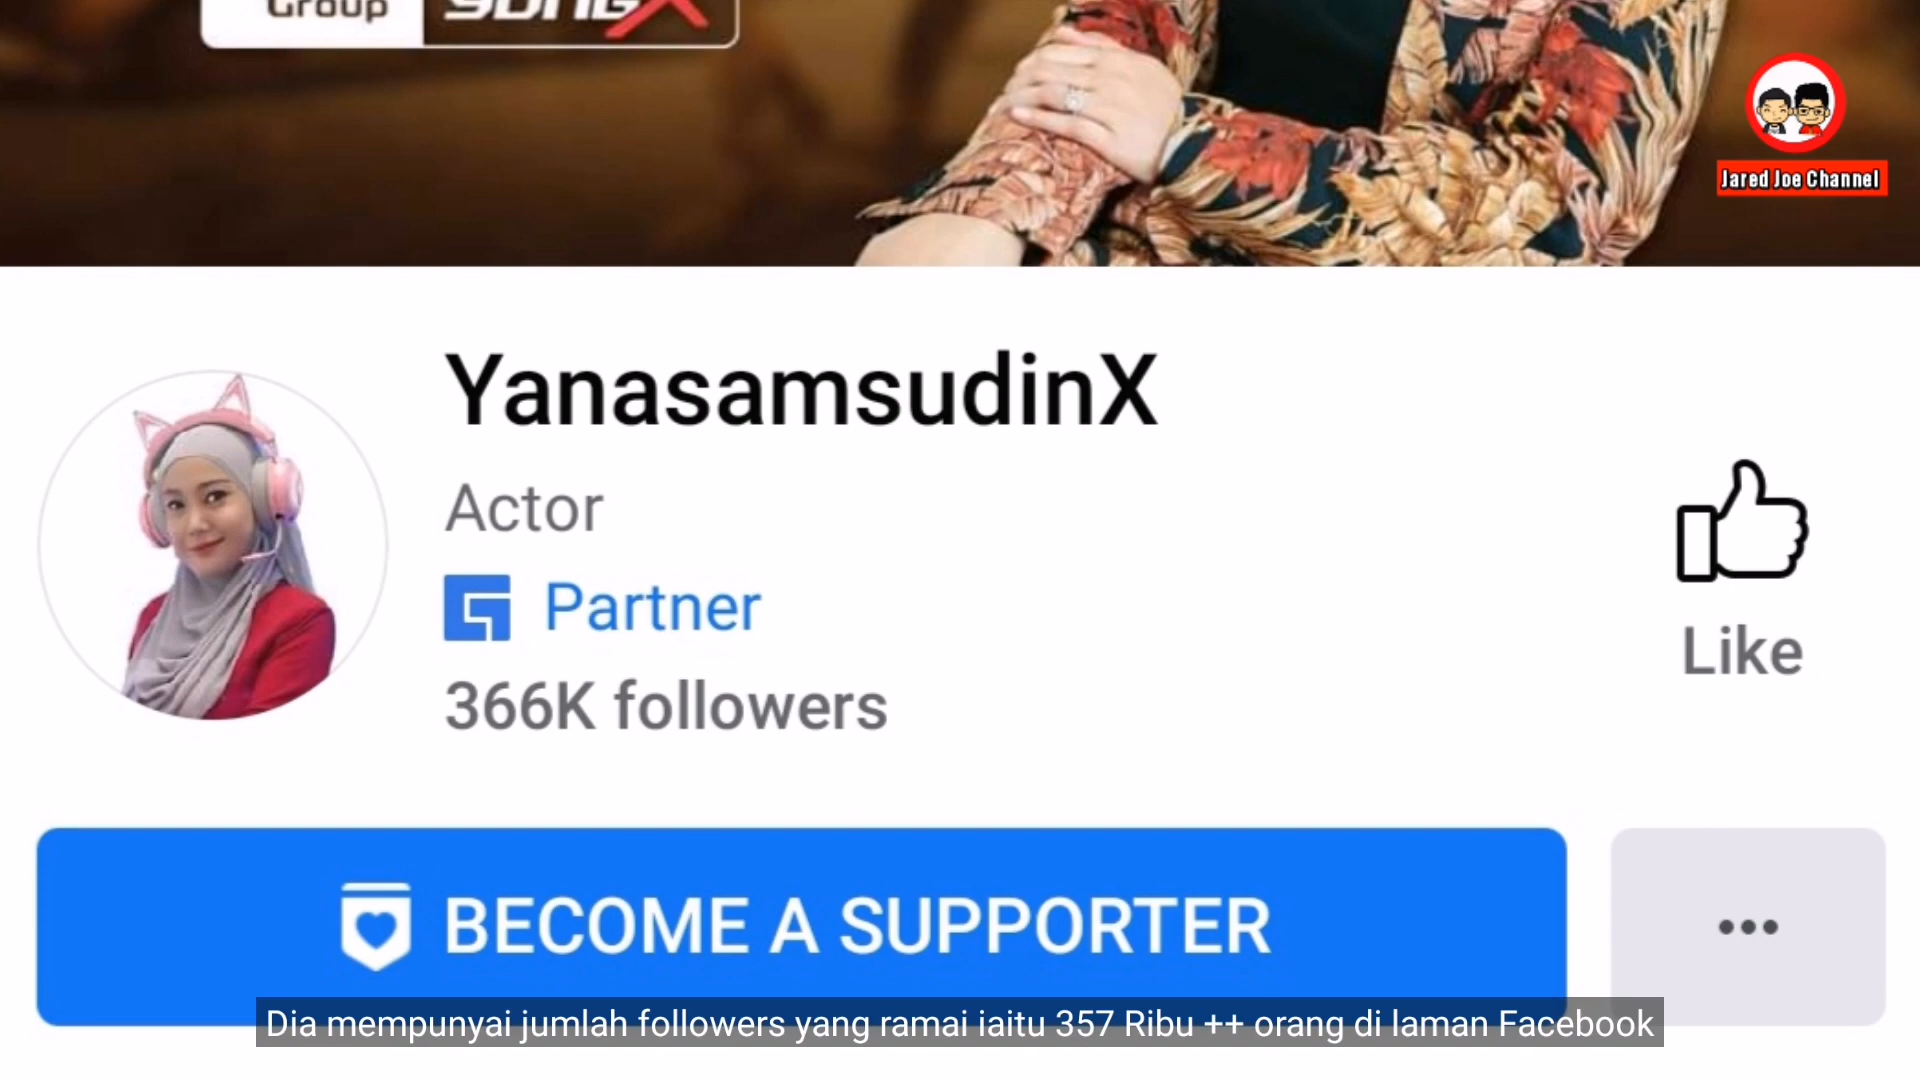 Group
Jared Joe Channel
YanasamsudinX
Actor
Partner
366K followers
Like
BECOME A SUPPORTER
Dia mempunyai jumlah followers yang ramai iaitu 357 Ribu ++ orang di laman Facebook